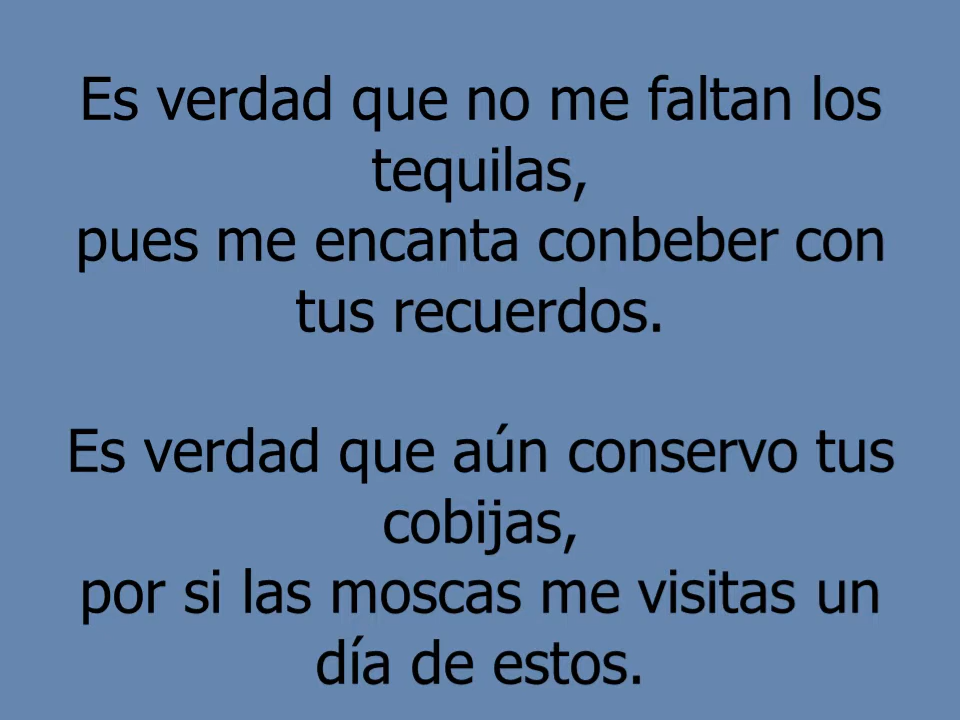 Es verdad que no me faltan los
tequilas,
pues me encanta conbeber con
tus recuerdos.
Es verdad que aún conservo tus
cobijas,
por si las moscas me visitas un
día de estos.